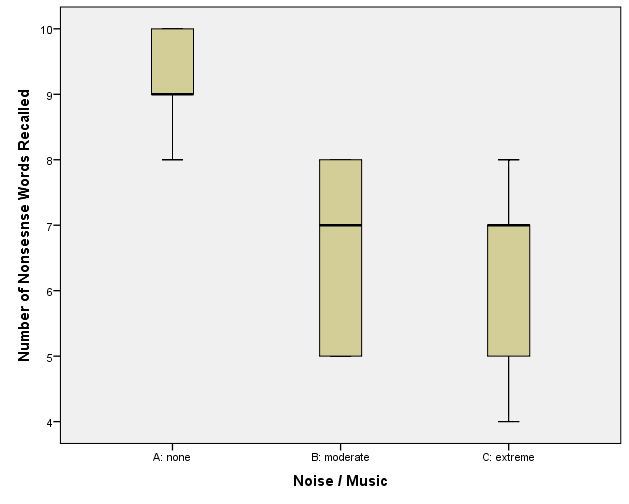 Number of Nonsesnse Words Recalled
10
9
8
7
6
5
4
A: none
B: moderate
C: extreme
Noise / Music